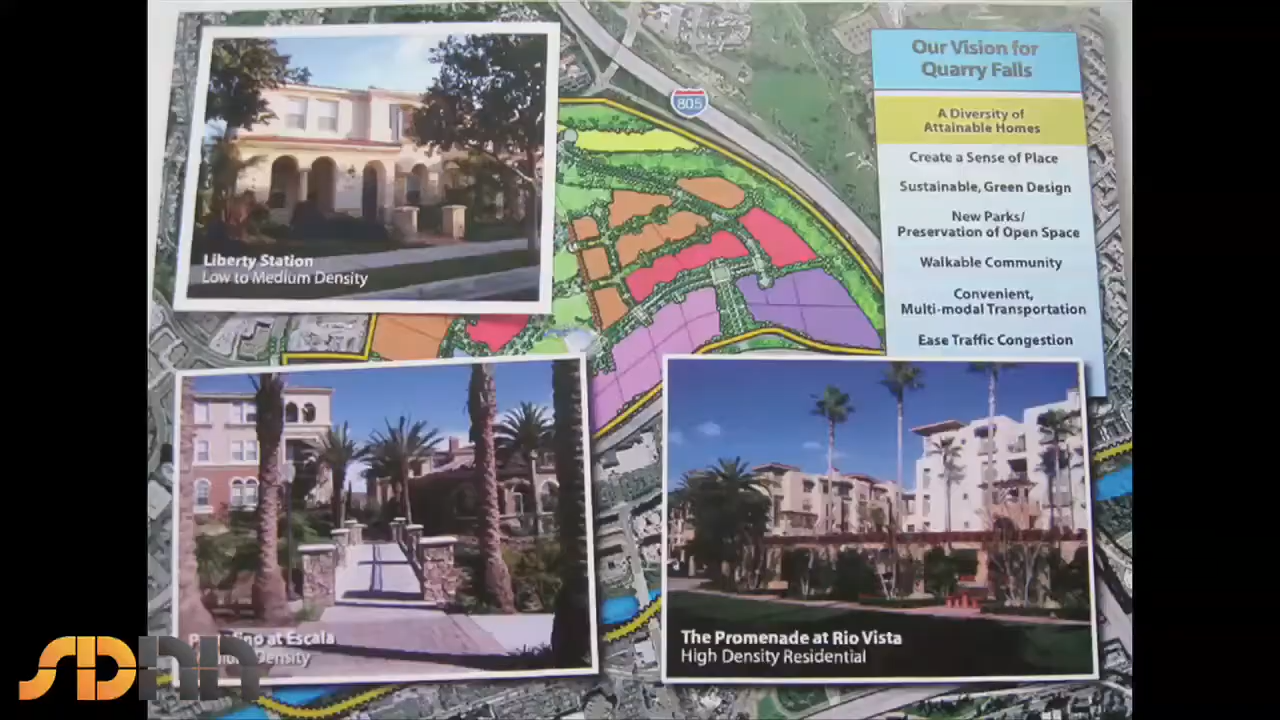 Our Vision for
Quarry Falls
A Diversity of
Attainable Homes
Create a Sense of Place
Sustainable, Green Design
New Parks/
Preservation of Open Space
Walkable Community
Convenient,
Multi-modal Transportation
Ease Traffic Congestion
805
Liberty Station
Low to Medium Density
at Escala
Density
The Promenade at Rio Vista
High Density Residential
SDNN